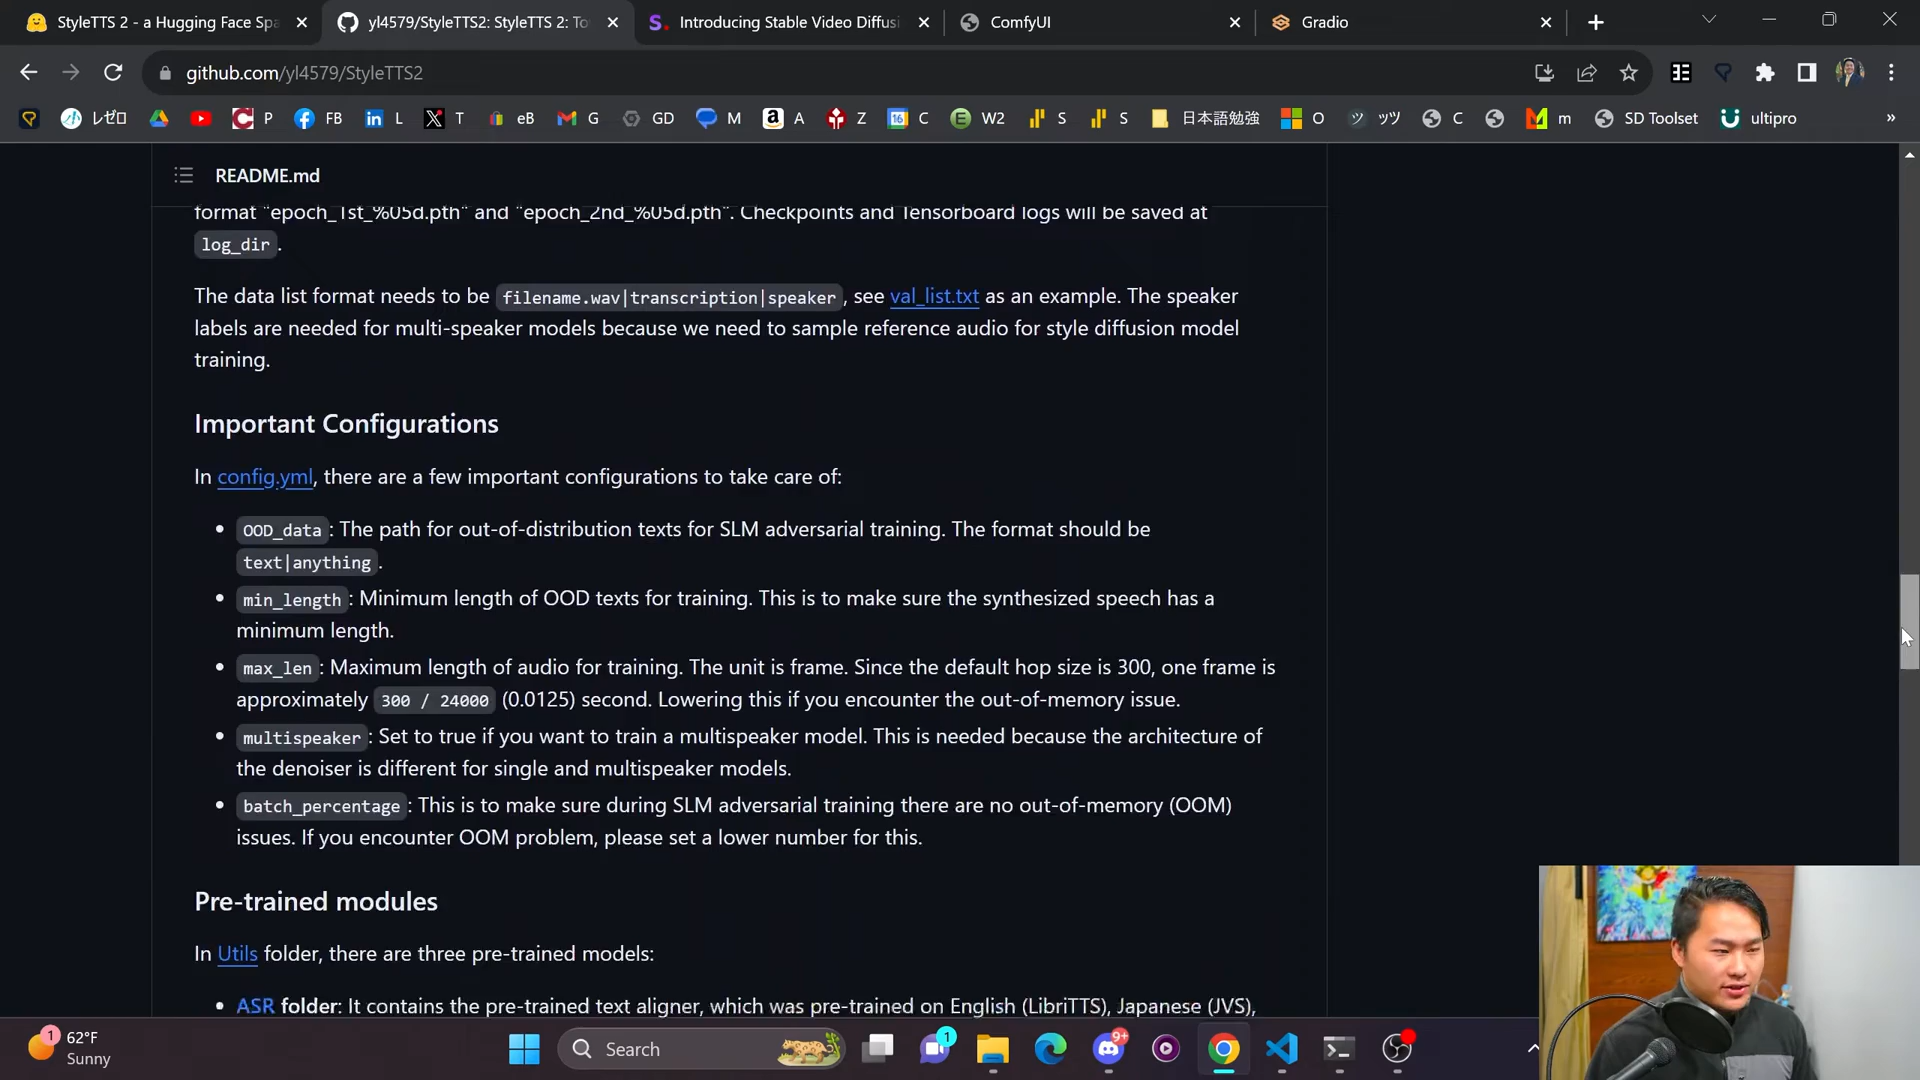 StyleTTS 2 - a Hugging Face Spa
yl4579/StyleTTS2: StyleTTS 2: To
Introducing Stable Video Diffusi
ComfyUI
Gradio
github.com/yl4579/StyleTTS2
レゼロ
P
FB
L
T
eB
G
GD
M
A
Z
C
W2
S
S
日本語勉強
O
ッツ
C
m
SD Toolset
ultipro
»
README.md
format "epoch_1st_%05d.pth" and "epoch_2nd_%05d.pth". Checkpoints and Tensorboard logs will be saved at
log_dir.
The data list format needs to be filename.wav|transcription|speaker, see val_list.txt as an example. The speaker
labels are needed for multi-speaker models because we need to sample reference audio for style diffusion model
training.
Important Configurations
In config.yml, there are a few important configurations to take care of:
• OOD_data: The path for out-of-distribution texts for SLM adversarial training. The format should be
text|anything.
• min_length: Minimum length of OOD texts for training. This is to make sure the synthesized speech has a
minimum length.
• max_len: Maximum length of audio for training. The unit is frame. Since the default hop size is 300, one frame is
approximately 300 / 24000 (0.0125) second. Lowering this if you encounter the out-of-memory issue.
• multispeaker: Set to true if you want to train a multispeaker model. This is needed because the architecture of
the denoiser is different for single and multispeaker models.
• batch_percentage: This is to make sure during SLM adversarial training there are no out-of-memory (OOM)
issues. If you encounter OOM problem, please set a lower number for this.
Pre-trained modules
In Utils folder, there are three pre-trained models:
• ASR folder: It contains the pre-trained text aligner, which was pre-trained on English (LibriTTS), Japanese (JVS),
1
62°F
Sunny
Search
1
9+